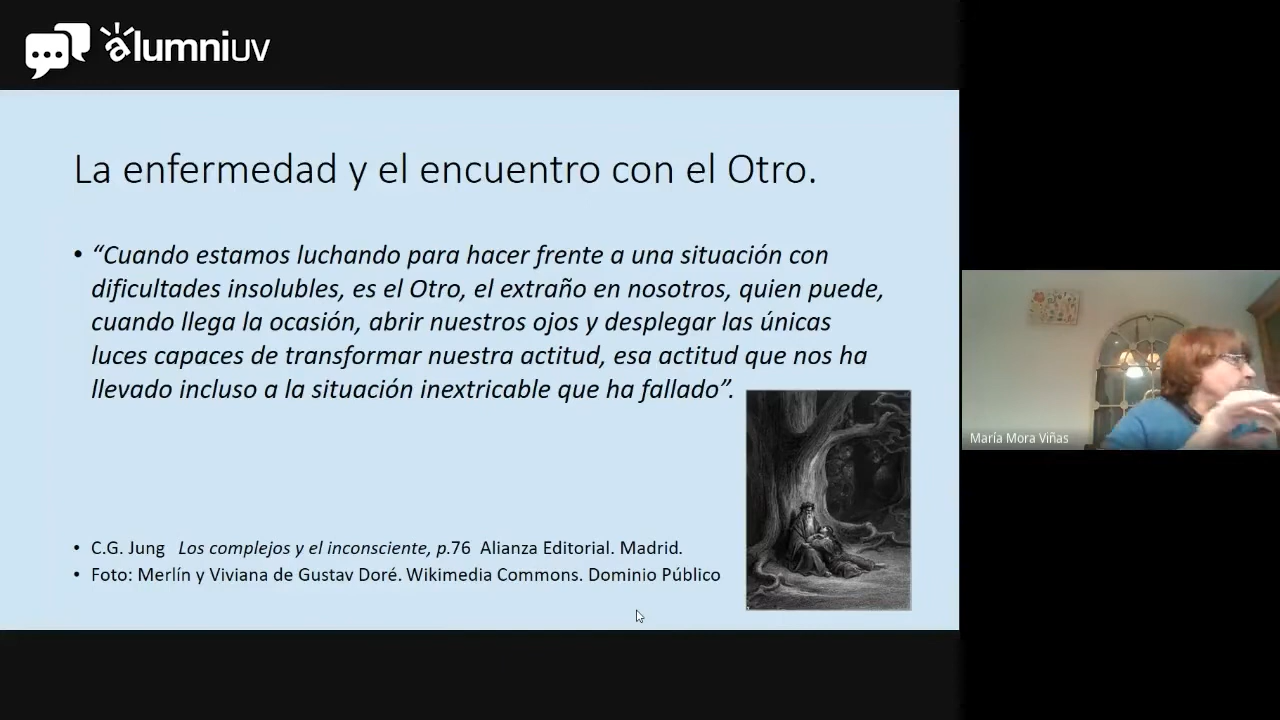 alumniuv
La enfermedad y el encuentro con el Otro.
• “Cuando estamos luchando para hacer frente a una situación con
dificultades insolubles, es el Otro, el extraño en nosotros, quien puede,
cuando llega la ocasión, abrir nuestros ojos y desplegar las únicas
luces capaces de transformar nuestra actitud, esa actitud que nos ha
llevado incluso a la situación inextricable que ha fallado”.
• C.G. Jung Los complejos y el inconsciente, p.76 Alianza Editorial. Madrid.
• Foto: Merlín y Viviana de Gustav Doré. Wikimedia Commons. Dominio Público
María Mora Viñas